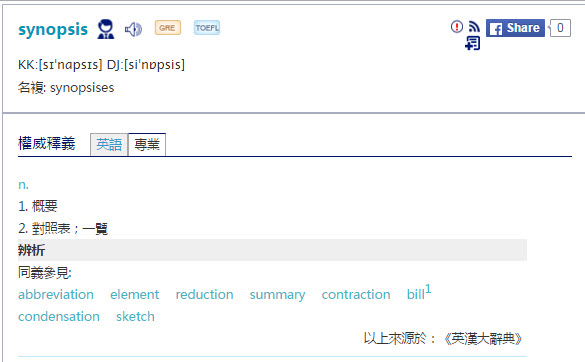 synopsis GRE TOEFL Share 0
KK:[sɪˈnɑpsɪs] DJ:[siˈnɒpsis]
名複: synopsises
權威釋義 英語 專業
n.
1. 概要
2. 對照表；一覽
辨析
同義參見:
abbreviation element reduction summary contraction bill1
condensation sketch
以上來源於：《英漢大辭典》